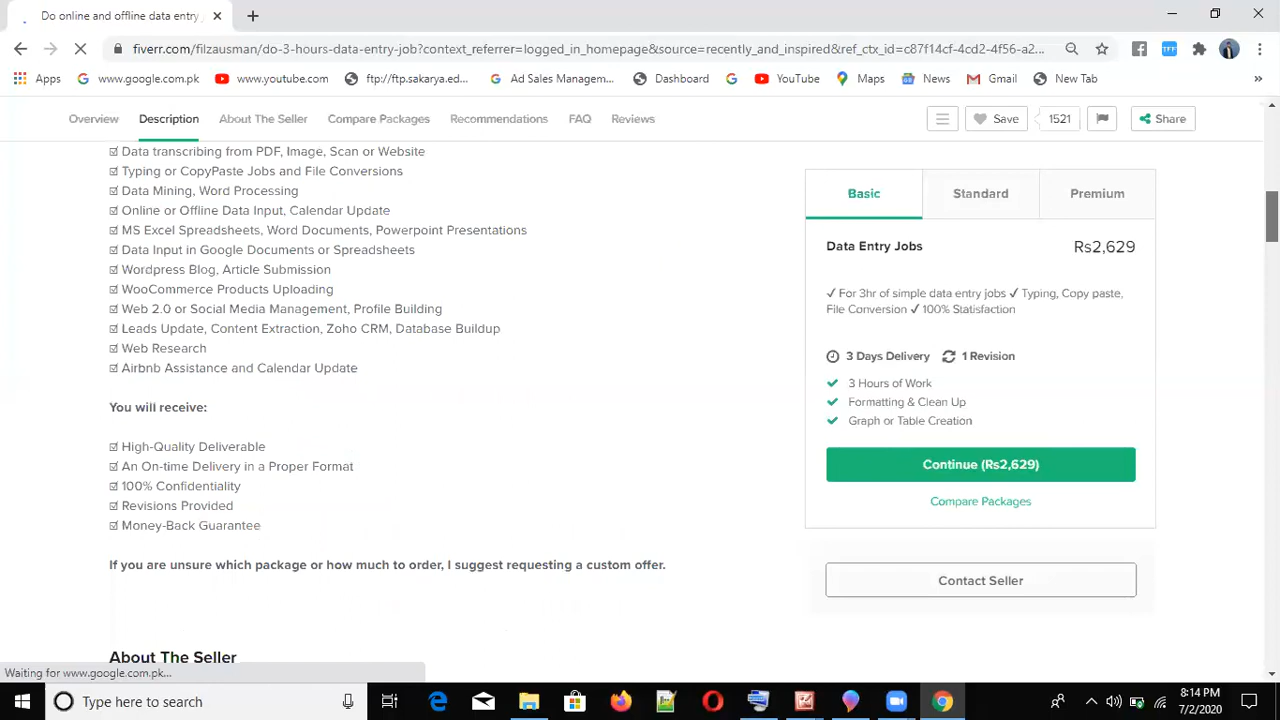 Do online and offline data entry
fiverr.com/filzausman/do-3-hours-data-entry-job?context_referrer=logged_in_homepage&source=recently_and_inspired&ref_ctx_id=c87f14cf-4cd2-4f56-a2...
Apps www.google.com.pk www.youtube.com ftp://ftp.sakarya.ed... Ad Sales Managem... Dashboard YouTube Maps News Gmail New Tab »
Overview Description About The Seller Compare Packages Recommendations FAQ Reviews Save 1521 Share
☑ Data transcribing from PDF, Image, Scan or Website
☑ Typing or CopyPaste Jobs and File Conversions
☑ Data Mining, Word Processing
☑ Online or Offline Data Input, Calendar Update
☑ MS Excel Spreadsheets, Word Documents, Powerpoint Presentations
☑ Data Input in Google Documents or Spreadsheets
☑ Wordpress Blog, Article Submission
☑ WooCommerce Products Uploading
☑ Web 2.0 or Social Media Management, Profile Building
☑ Leads Update, Content Extraction, Zoho CRM, Database Buildup
☑ Web Research
☑ Airbnb Assistance and Calendar Update
You will receive:
☑ High-Quality Deliverable
☑ An On-time Delivery in a Proper Format
☑ 100% Confidentiality
☑ Revisions Provided
☑ Money-Back Guarantee
If you are unsure which package or how much to order, I suggest requesting a custom offer.
About The Seller
Basic Standard Premium
Data Entry Jobs Rs2,629
✓ For 3hr of simple data entry jobs ✓ Typing, Copy paste,
File Conversion ✓ 100% Statisfaction
3 Days Delivery 1 Revision
3 Hours of Work
Formatting & Clean Up
Graph or Table Creation
Continue (Rs2,629)
Compare Packages
Contact Seller
Waiting for www.google.com.pk...
Type here to search
8:14 PM
7/2/2020